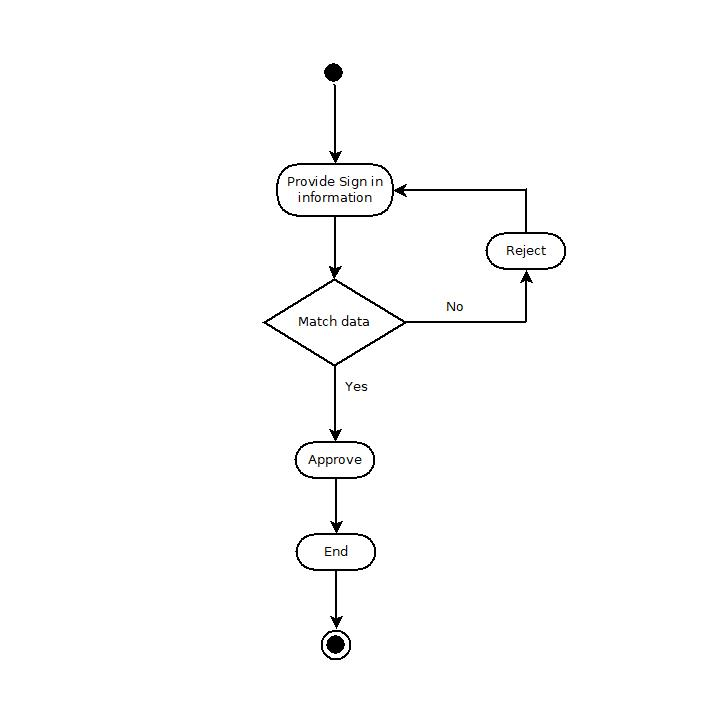 Provide Sign in
information
Reject
No
Match data
Yes
Approve
End